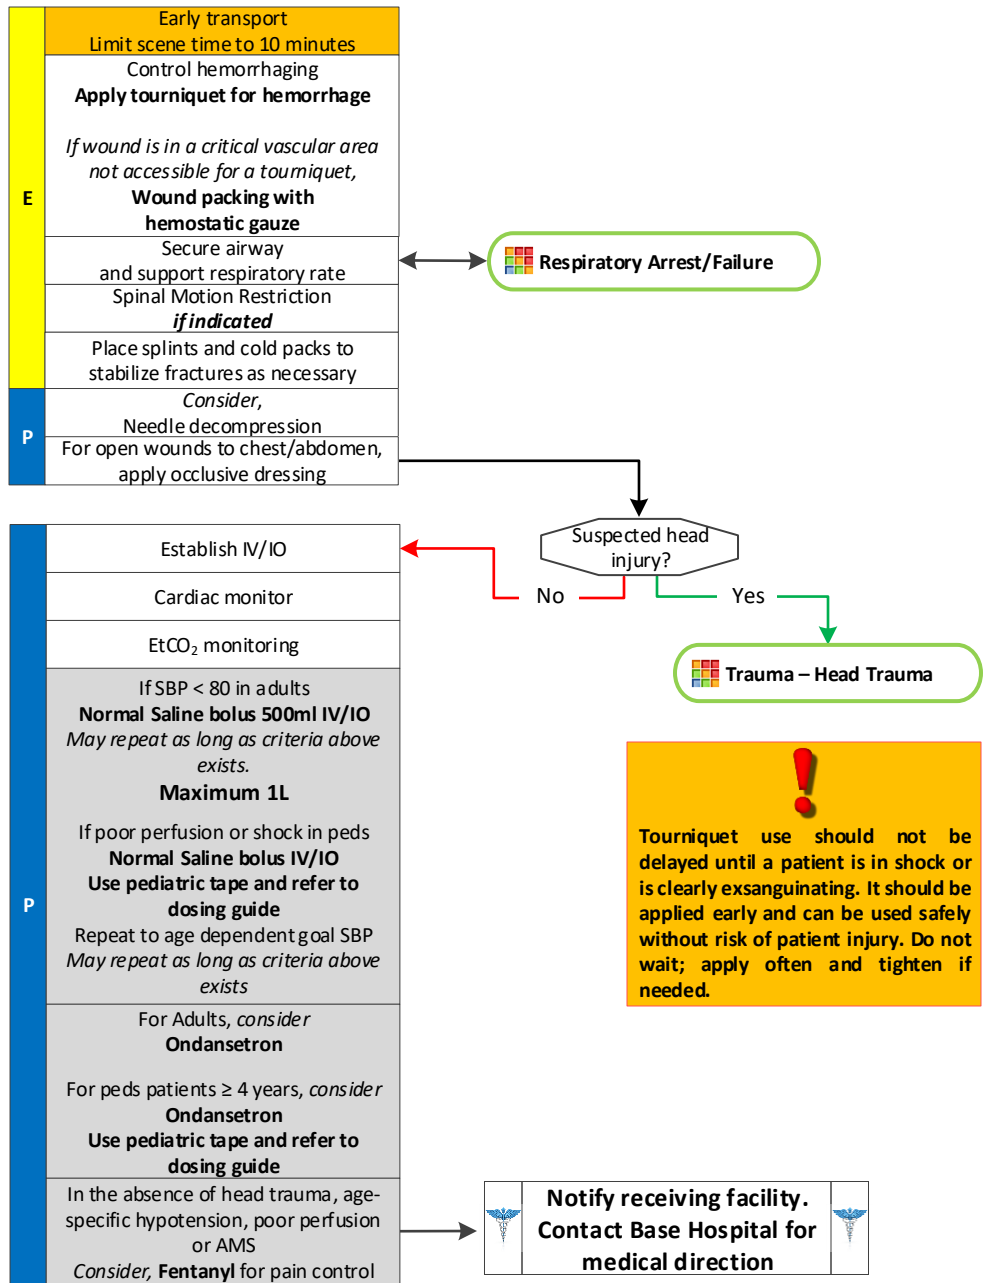 Early transport
Limit scene time to 10 minutes
E
Control hemorrhaging
Apply tourniquet for hemorrhage
If wound is in a critical vascular area
not accessible for a tourniquet,
Wound packing with
hemostatic gauze
Secure airway
and support respiratory rate
Respiratory Arrest/Failure
Spinal Motion Restriction
if indicated
Place splints and cold packs to
stabilize fractures as necessary
P
Consider,
Needle decompression
For open wounds to chest/abdomen,
apply occlusive dressing
Suspected head
injury?
No
Yes
Trauma – Head Trauma
P
Establish IV/IO
Cardiac monitor
EtCO₂ monitoring
If SBP < 80 in adults
Normal Saline bolus 500ml IV/IO
May repeat as long as criteria above
exists.
Maximum 1L
If poor perfusion or shock in peds
Normal Saline bolus IV/IO
Use pediatric tape and refer to
dosing guide
Repeat to age dependent goal SBP
May repeat as long as criteria above
exists
For Adults, consider
Ondansetron
For peds patients ≥ 4 years, consider
Ondansetron
Use pediatric tape and refer to
dosing guide
In the absence of head trauma, age-
specific hypotension, poor perfusion
or AMS
Consider, Fentanyl for pain control
Tourniquet use should not be
delayed until a patient is in shock or
is clearly exsanguinating. It should be
applied early and can be used safely
without risk of patient injury. Do not
wait; apply often and tighten if
needed.
Notify receiving facility.
Contact Base Hospital for
medical direction